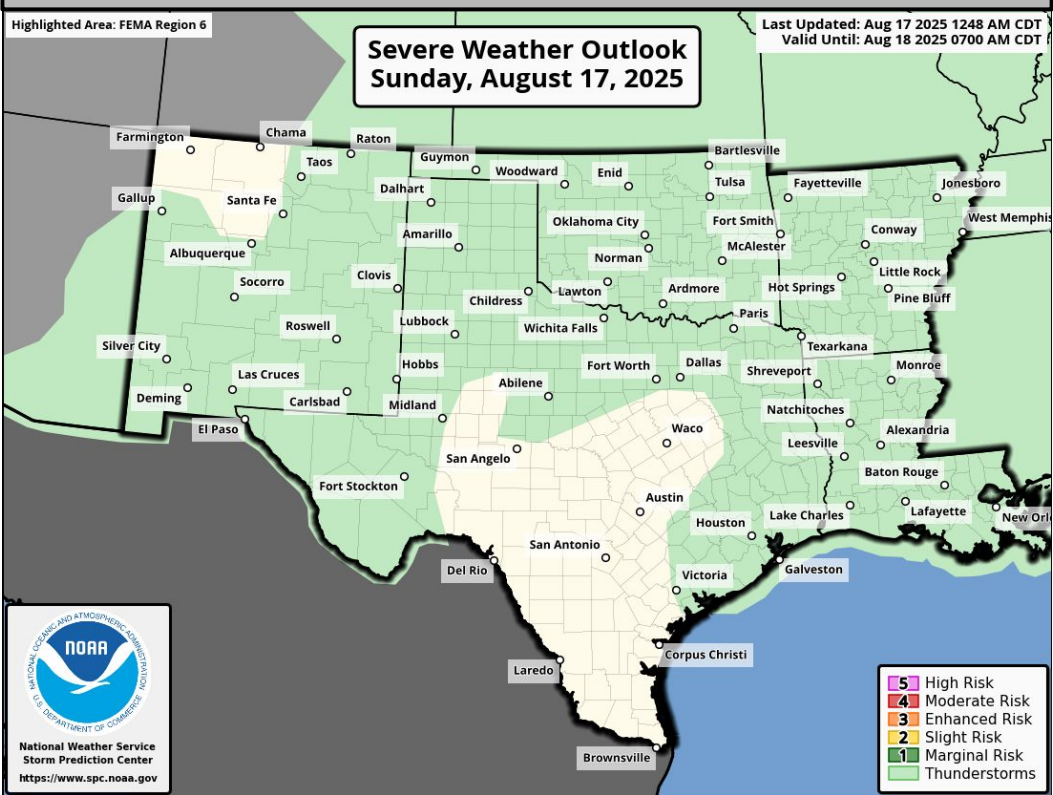 Highlighted Area: FEMA Region 6
Last Updated: Aug 17 2025 1248 AM CDT
Valid Until: Aug 18 2025 0700 AM CDT
Severe Weather Outlook
Sunday, August 17, 2025
Farmington
Chama
Raton
Taos
Guymon
Woodward
Enid
Bartlesville
Tulsa
Fayetteville
Jonesboro
Gallup
Santa Fe
Dalhart
Oklahoma City
Fort Smith
West Memphis
Albuquerque
Amarillo
Norman
McAlester
Conway
Socorro
Clovis
Childress
Lawton
Ardmore
Hot Springs
Little Rock
Pine Bluff
Roswell
Lubbock
Wichita Falls
Paris
Texarkana
Silver City
Las Cruces
Hobbs
Abilene
Fort Worth
Dallas
Shreveport
Monroe
Deming
Carlsbad
Midland
Natchitoches
El Paso
Waco
Leesville
Alexandria
San Angelo
Fort Stockton
Baton Rouge
Austin
Houston
Lake Charles
Lafayette
New Orl
San Antonio
Del Rio
Victoria
Galveston
Laredo
Corpus Christi
Brownsville
NATIONAL OCEANIC AND ATMOSPHERIC ADMINISTRATION
NOAA
U.S. DEPARTMENT OF COMMERCE
National Weather Service
Storm Prediction Center
https://www.spc.noaa.gov
5 High Risk
4 Moderate Risk
3 Enhanced Risk
2 Slight Risk
1 Marginal Risk
Thunderstorms